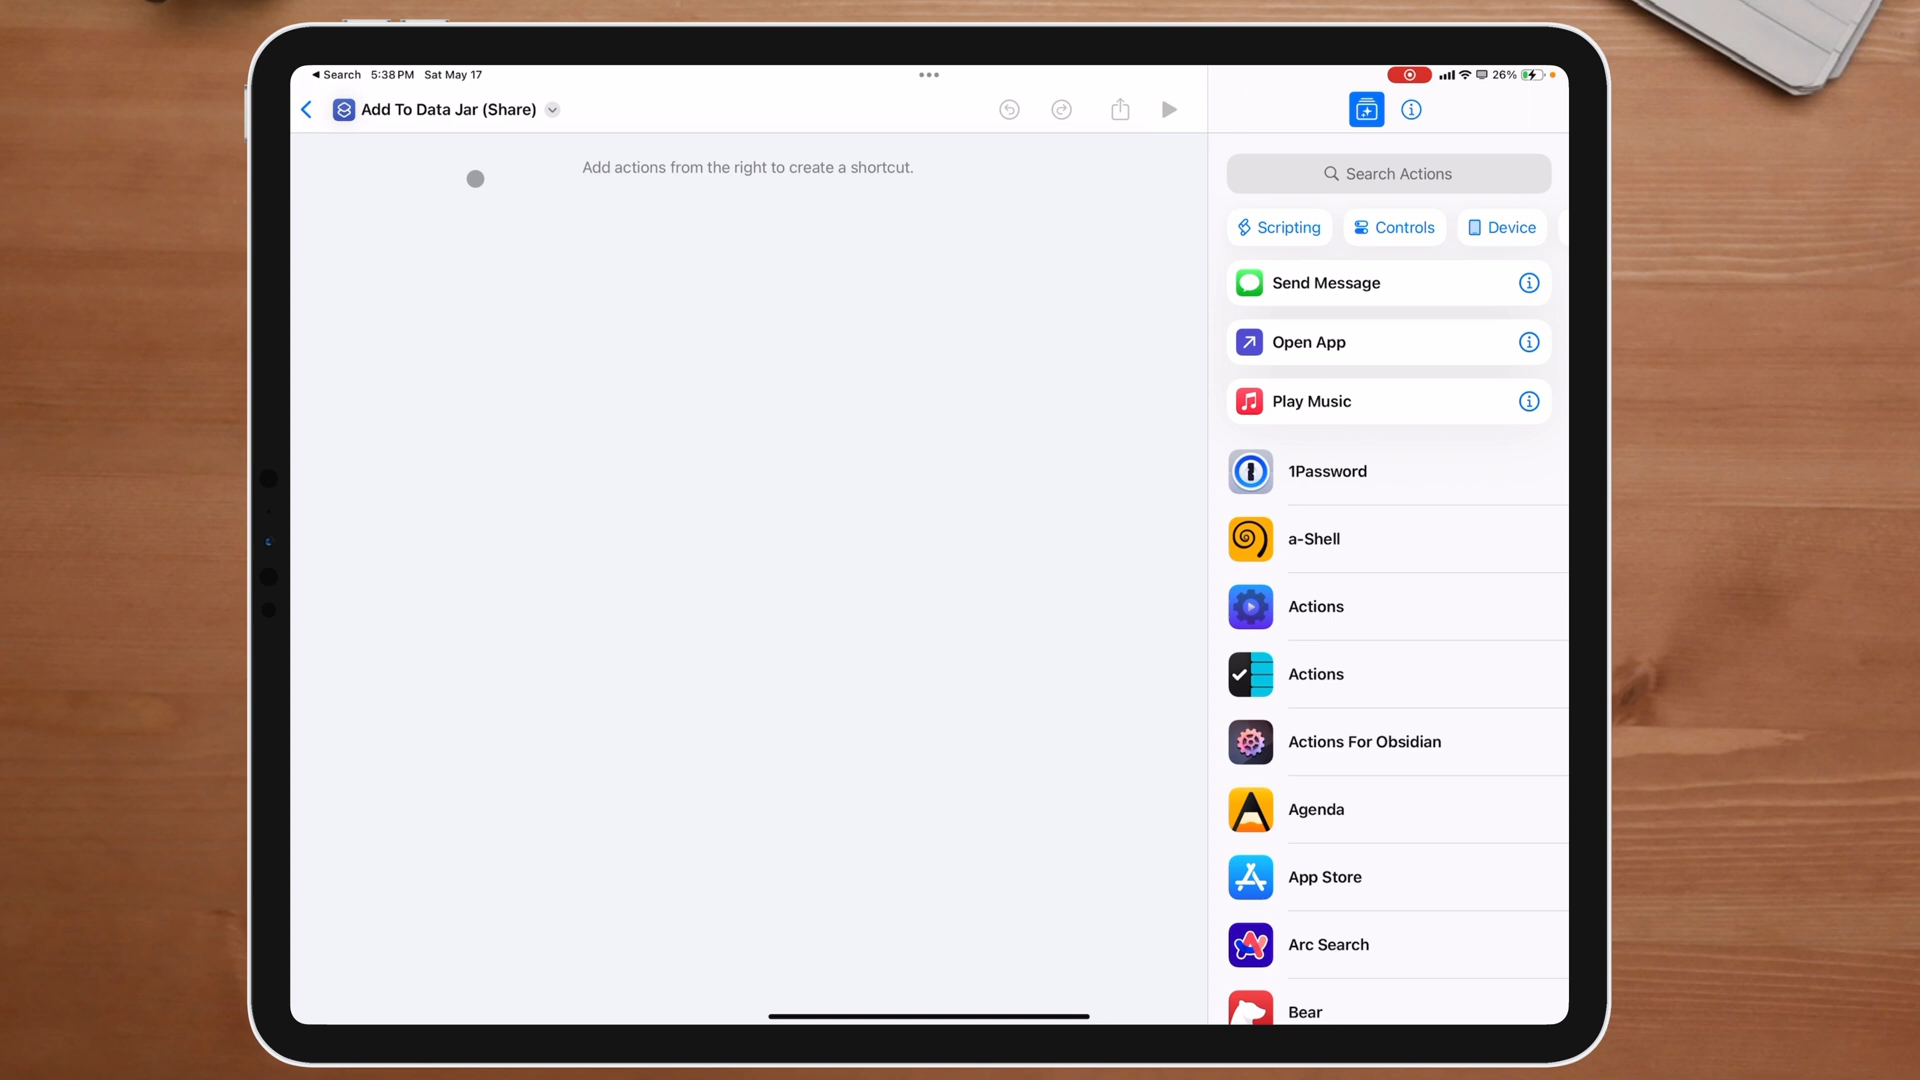 Search 5:38 PM Sat May 17
26%
Add To Data Jar (Share)
Add actions from the right to create a shortcut.
Search Actions
Scripting Controls Device
Send Message
Open App
Play Music
1Password
a-Shell
Actions
Actions
Actions For Obsidian
Agenda
App Store
Arc Search
Bear